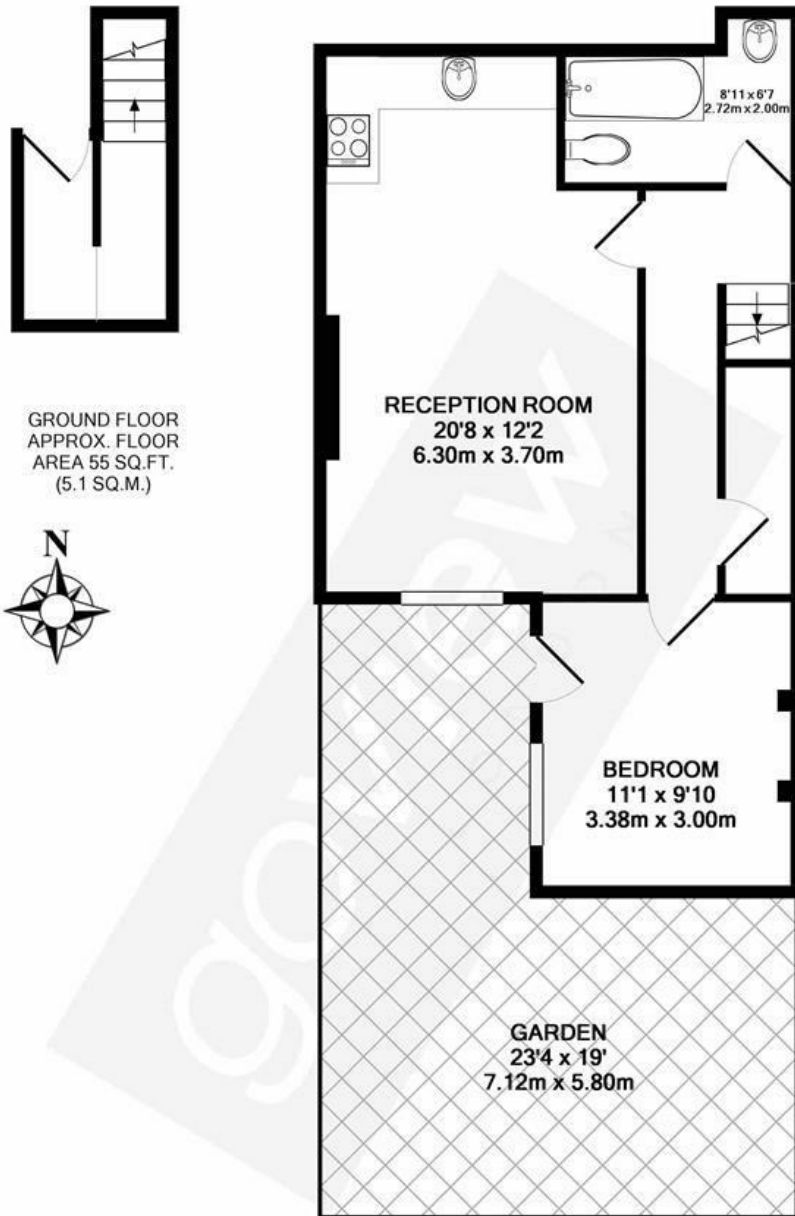 8'11 x 6'7
2.72m x 2.00m
RECEPTION ROOM
20'8 x 12'2
6.30m x 3.70m
GROUND FLOOR
APPROX. FLOOR
AREA 55 SQ.FT.
(5.1 SQ.M.)
N
BEDROOM
11'1 x 9'10
3.38m x 3.00m
GARDEN
23'4 x 19'
7.12m x 5.80m
goview
LONDON